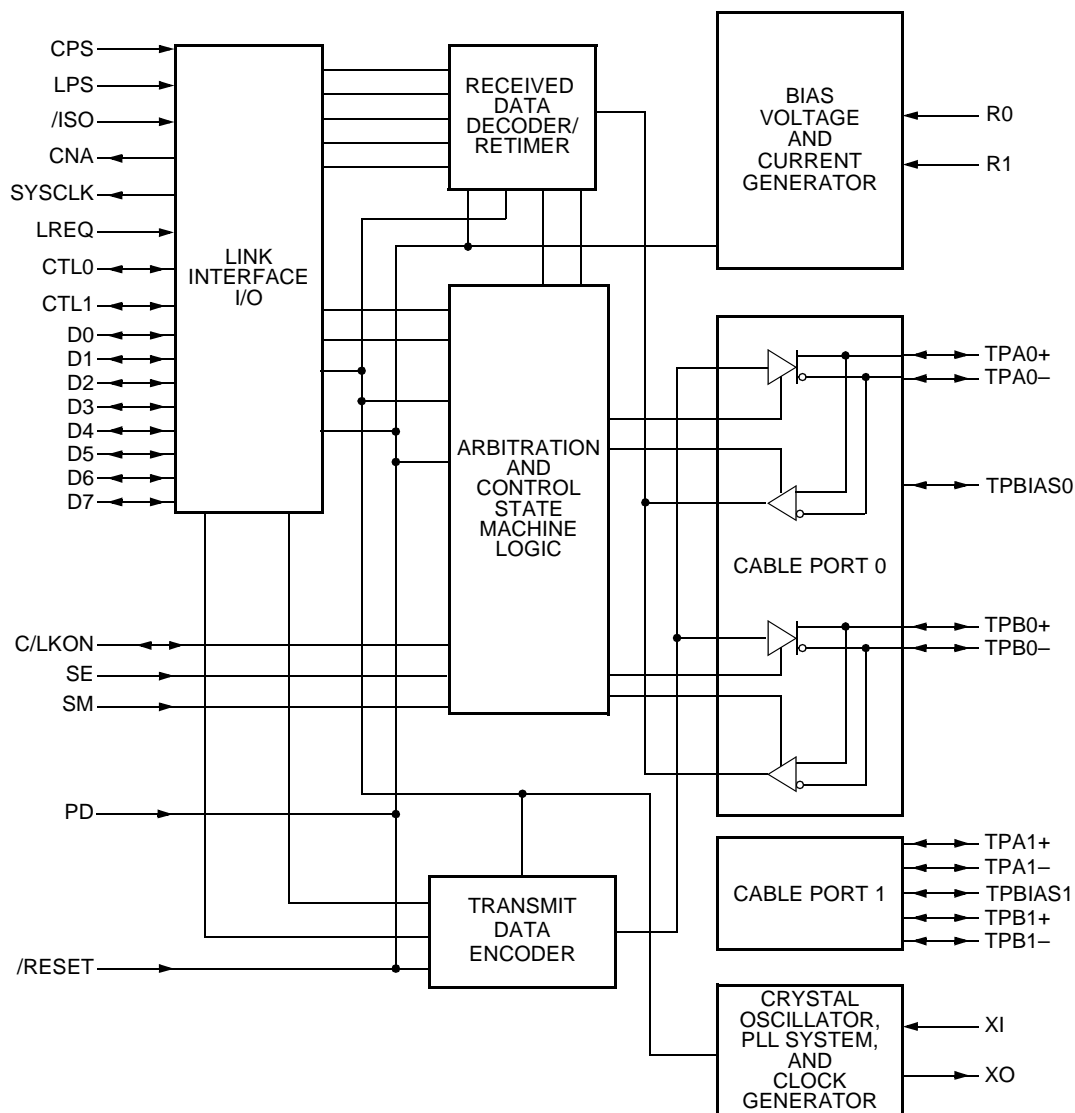 CPS
LPS
/ISO
CNA
SYSCLK
LREQ
CTL0
CTL1
D0
D1
D2
D3
D4
D5
D6
D7
C/LKON
SE
SM
PD
/RESET
LINK
INTERFACE
I/O
RECEIVED
DATA
DECODER/
RETIMER
ARBITRATION
AND
CONTROL
STATE
MACHINE
LOGIC
TRANSMIT
DATA
ENCODER
BIAS
VOLTAGE
AND
CURRENT
GENERATOR
R0
R1
CABLE PORT 0
TPA0+
TPA0–
TPBIAS0
TPB0+
TPB0–
CABLE PORT 1
TPA1+
TPA1–
TPBIAS1
TPB1+
TPB1–
CRYSTAL
OSCILLATOR,
PLL SYSTEM,
AND
CLOCK
GENERATOR
XI
XO